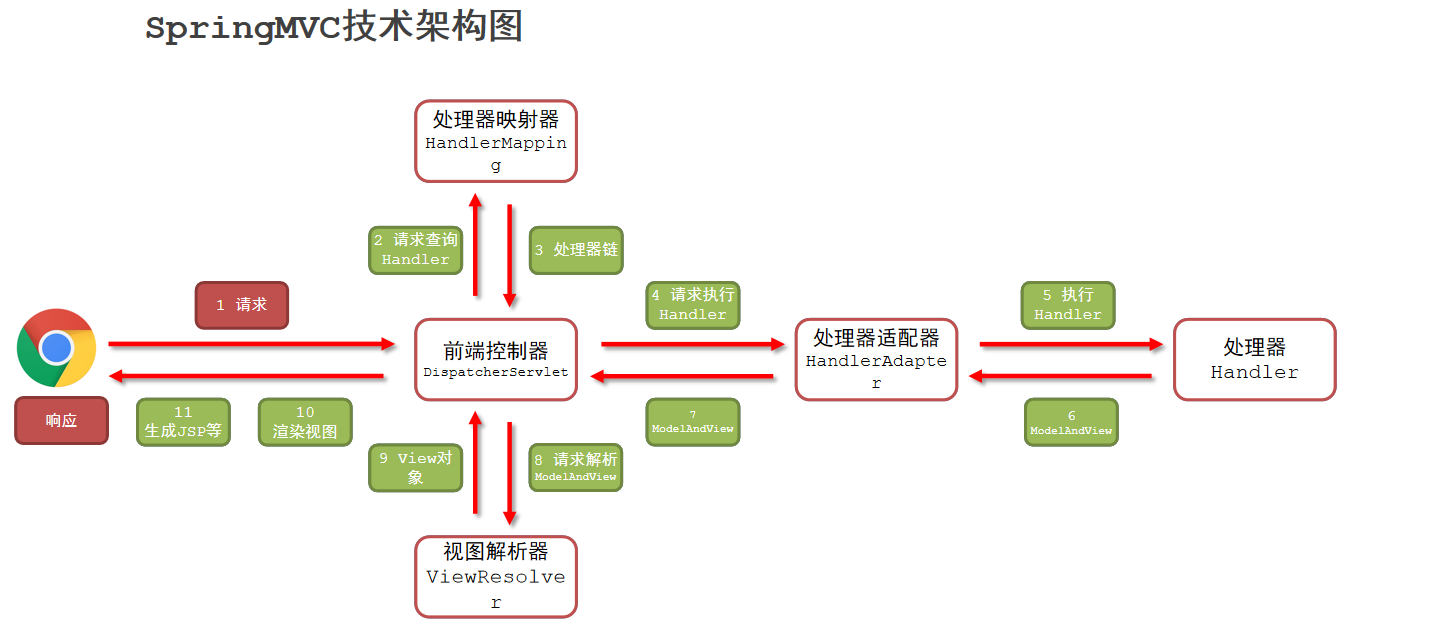 SpringMVC技术架构图
处理器映射器
HandlerMappin
g
2 请求查询
Handler
3 处理器链
1 请求
4 请求执行
Handler
5 执行
Handler
前端控制器
DispatcherServlet
处理器适配器
HandlerAdapte
r
处理器
Handler
响应
11
生成JSP等
10
渲染视图
9 View对
象
8 请求解析
ModelAndView
7
ModelAndView
6
ModelAndView
视图解析器
ViewResolve
r